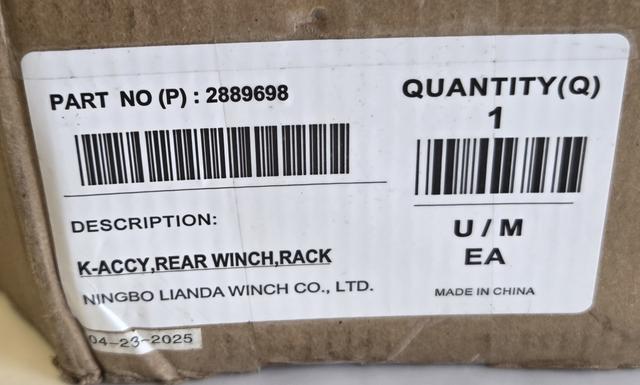 PART NO (P) : 2889698
QUANTITY(Q)
1
DESCRIPTION:
K-ACCY,REAR WINCH,RACK
NINGBO LIANDA WINCH CO., LTD.
U / M
EA
MADE IN CHINA
04-23-2025